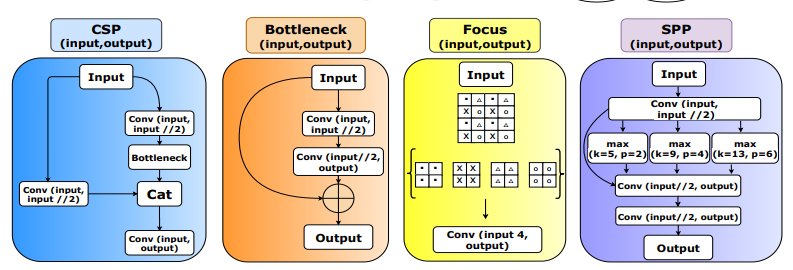 CSP
(input,output)
Input
Conv (input,
input //2)
Bottleneck
Conv (input,
input //2)
Cat
Conv (input,
output)
Bottleneck
(input,output)
Input
Conv (input,
input //2)
Conv (input//2,
output)
Output
Focus
(input,output)
Input
▪ △ ▪ △
X o X o
▪ △ ▪ △
X o X o
▪ ▪ X X △ △ o o
▪ ▪ X X △ △ o o
Conv (input 4,
output)
SPP
(input,output)
Input
Conv (input,
input //2)
max
(k=5, p=2)
max
(k=9, p=4)
max
(k=13, p=6)
Conv (input//2, output)
Conv (input//2, output)
Output